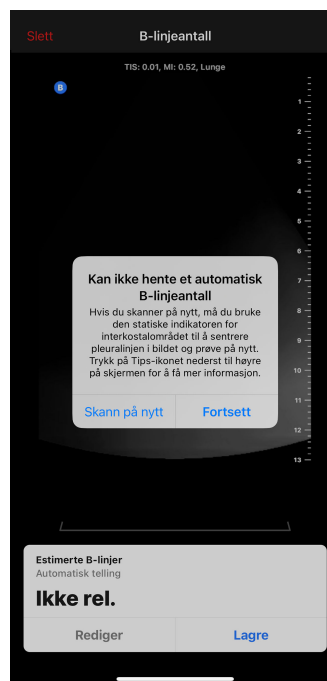 Slett
B-linjeantall
TIS: 0.01, MI: 0.52, Lunge
B
1
2
3
4
5
6
7
8
9
10
11
12
13
Kan ikke hente et automatisk
B-linjeantall
Hvis du skanner på nytt, må du bruke
den statiske indikatoren for
interkostalområdet til å sentrere
pleuralinjen i bildet og prøve på nytt.
Trykk på Tips-ikonet nederst til høyre
på skjermen for å få mer informasjon.
Skann på nytt
Fortsett
Estimerte B-linjer
Automatisk telling
Ikke rel.
Rediger
Lagre